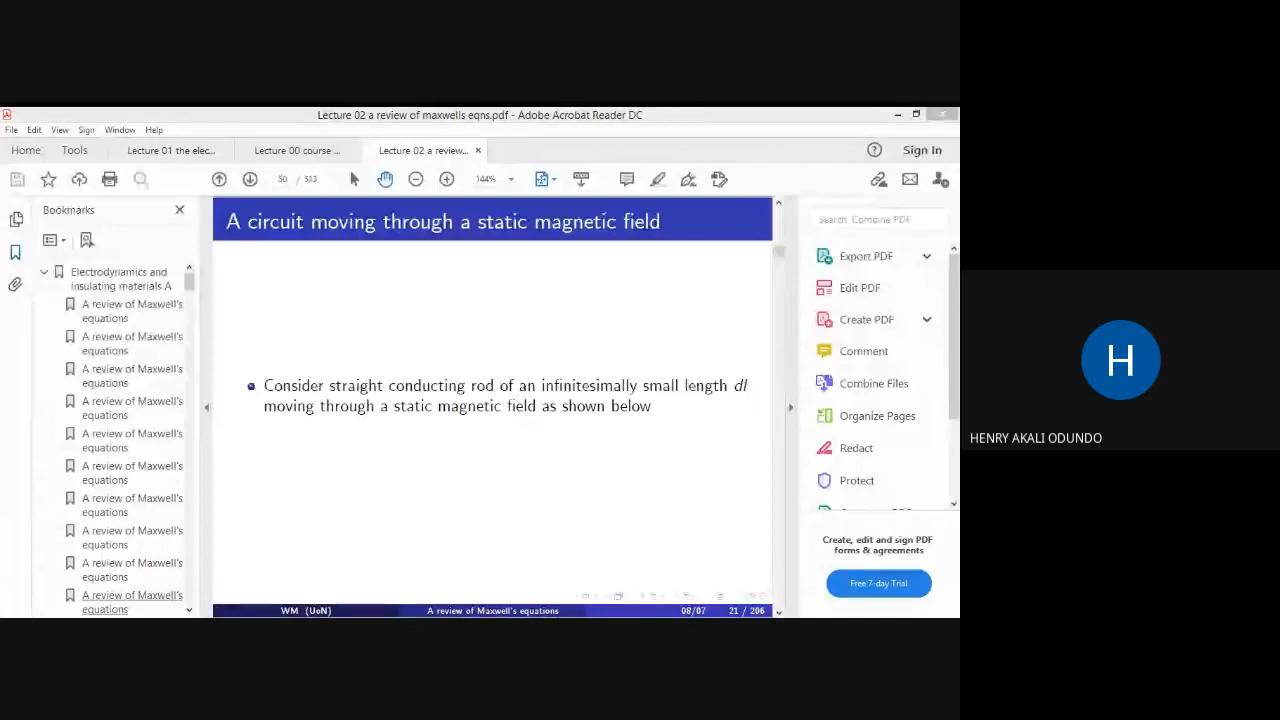 Lecture 02 a review of maxwells eqns.pdf - Adobe Acrobat Reader DC
File Edit View Sign Window Help
Home Tools Lecture 01 the elec... Lecture 00 course ... Lecture 02 a review... × Sign In
50 / 513 144%
Bookmarks
Electrodynamics and
insulating materials A
A review of Maxwell's
equations
A review of Maxwell's
equations
A review of Maxwell's
equations
A review of Maxwell's
equations
A review of Maxwell's
equations
A review of Maxwell's
equations
A review of Maxwell's
equations
A review of Maxwell's
equations
A review of Maxwell's
equations
A review of Maxwell's
equations
A circuit moving through a static magnetic field
Consider straight conducting rod of an infinitesimally small length dl
moving through a static magnetic field as shown below
WM (UoN) A review of Maxwell's equations 08/07 21 / 206
Search 'Combine PDF'
Export PDF
Edit PDF
Create PDF
Comment
Combine Files
Organize Pages
Redact
Protect
Create, edit and sign PDF
forms & agreements
Free 7-day Trial
H
HENRY AKALI ODUNDO